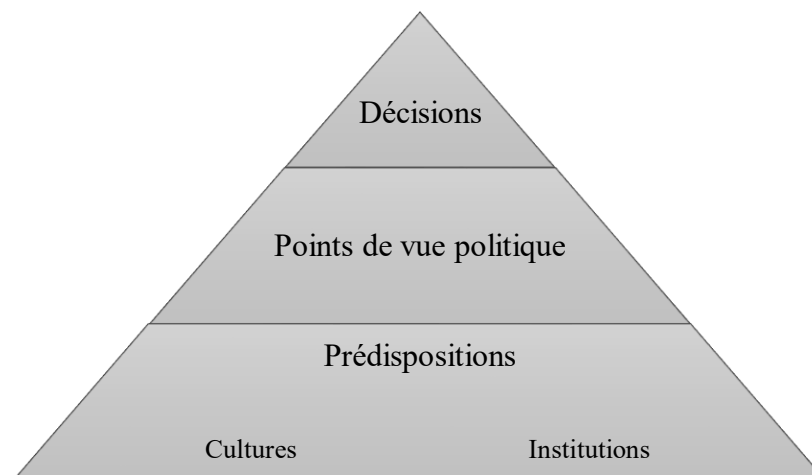 Décisions
Points de vue politique
Prédispositions
Cultures Institutions